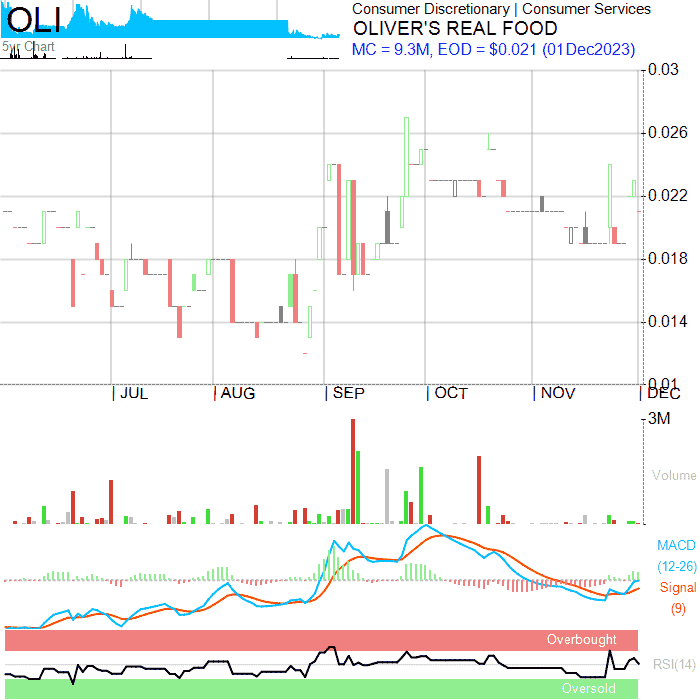 OLI
5yr Chart
Consumer Discretionary | Consumer Services
OLIVER'S REAL FOOD
MC = 9.3M, EOD = $0.021 (01Dec2023)
0.03
0.026
0.022
0.018
0.014
0.01
JUL
AUG
SEP
OCT
NOV
DEC
3M
Volume
MACD
(12-26)
Signal
(9)
Overbought
RSI(14)
Oversold